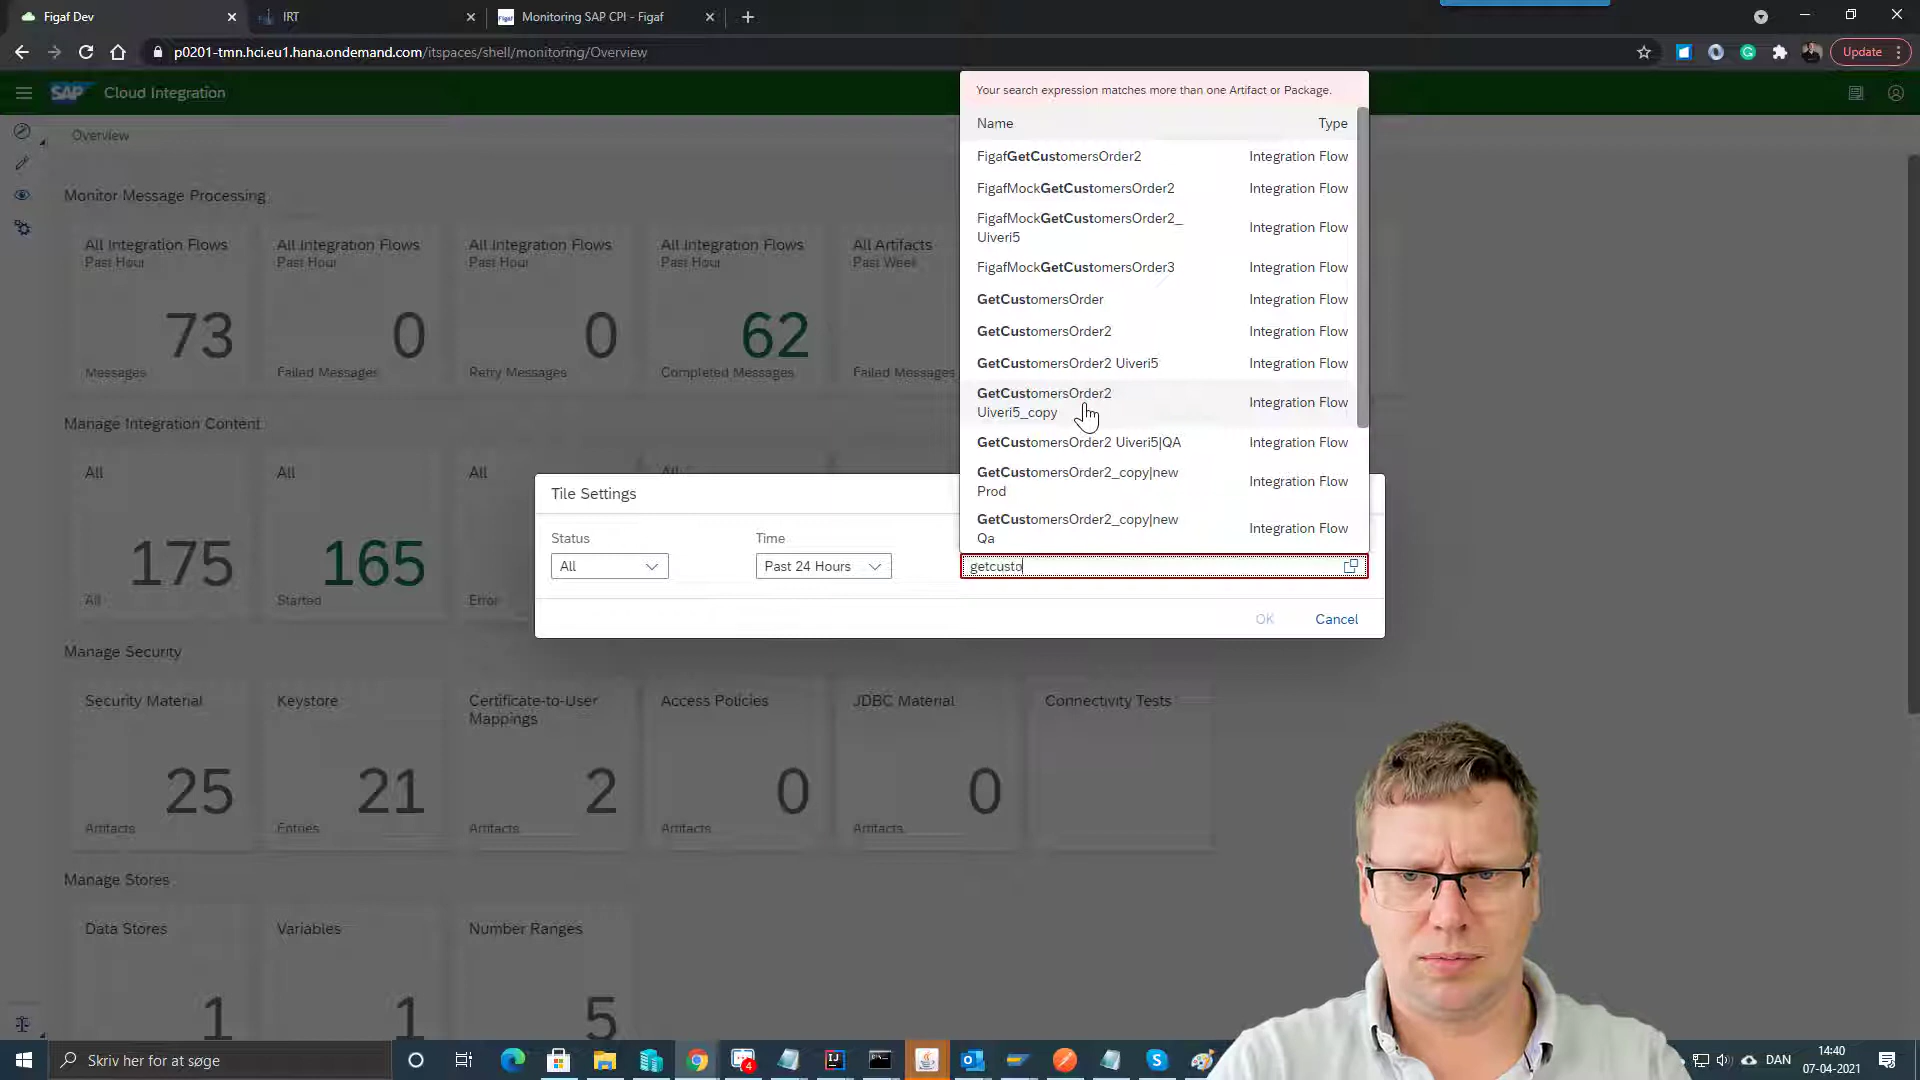 Figaf Dev
IRT
Monitoring SAP CPI - Figaf
p0201-tmn.hci.eu1.hana.ondemand.com/itspaces/shell/monitoring/Overview
Update
SAP Cloud Integration
Overview
Your search expression matches more than one Artifact or Package.
Name Type
FigafGetCustomersOrder2 Integration Flow
FigafMockGetCustomersOrder2 Integration Flow
FigafMockGetCustomersOrder2_
Uiveri5 Integration Flow
FigafMockGetCustomersOrder3 Integration Flow
GetCustomersOrder Integration Flow
GetCustomersOrder2 Integration Flow
GetCustomersOrder2 Uiveri5 Integration Flow
GetCustomersOrder2
Uiveri5_copy Integration Flow
GetCustomersOrder2 Uiveri5|QA Integration Flow
GetCustomersOrder2_copy|new
Prod Integration Flow
GetCustomersOrder2_copy|new
Qa Integration Flow
Monitor Message Processing
All Integration Flows
Past Hour
73
Messages
All Integration Flows
Past Hour
0
Failed Messages
All Integration Flows
Past Hour
0
Retry Messages
All Integration Flows
Past Hour
62
Completed Messages
All Artifacts
Past Week
Failed Messages
Manage Integration Content
All
175
All
All
165
Started
All
Error
All
Tile Settings
Status
All
Time
Past 24 Hours
getcusto
OK
Cancel
Manage Security
Security Material
25
Artifacts
Keystore
21
Entries
Certificate-to-User
Mappings
2
Artifacts
Access Policies
0
Artifacts
JDBC Material
0
Artifacts
Connectivity Tests
Manage Stores
Data Stores
1
Variables
1
Number Ranges
5
Skriv her for at søge
4
DAN
14:40
07-04-2021